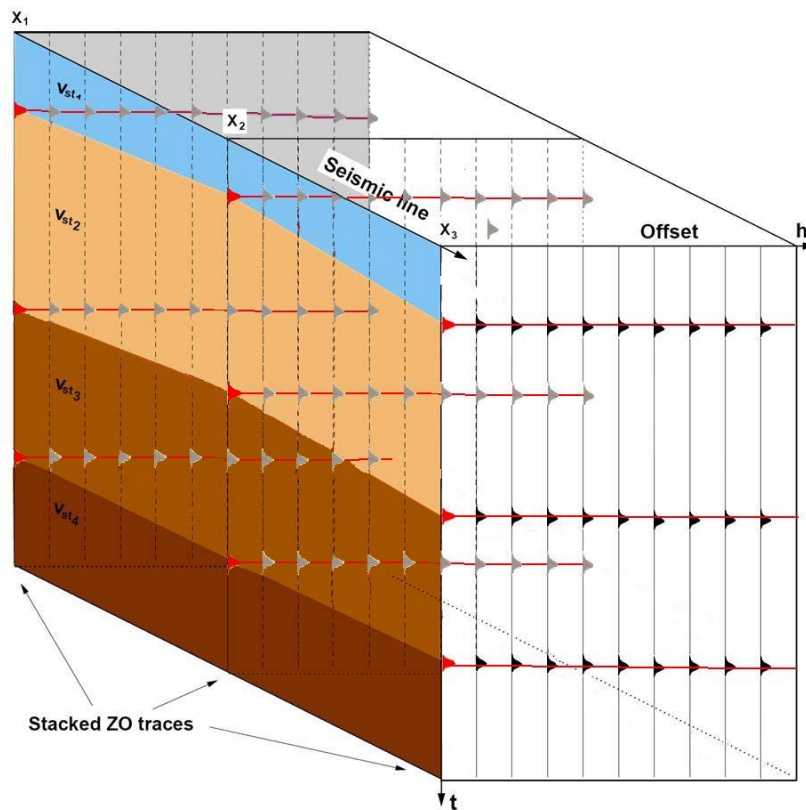 X1
Vst1
X2
Seismic line
Vst2
X3
Offset
h
Vst3
Vst4
Stacked ZO traces
t